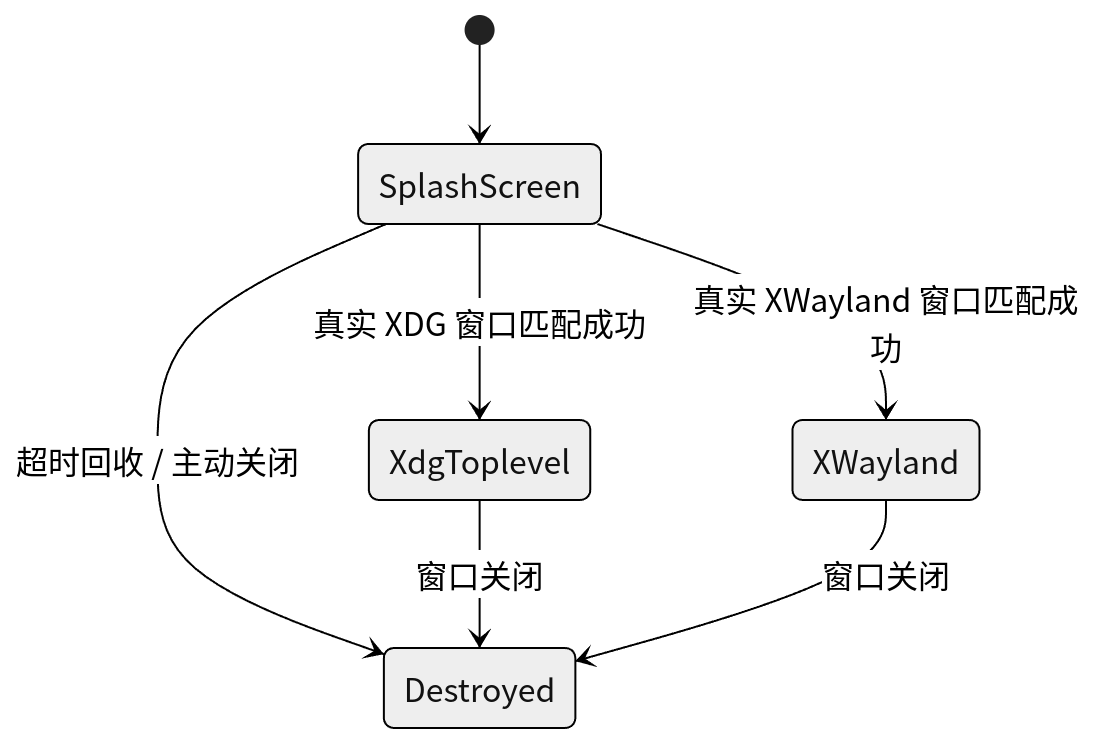 SplashScreen
真实 XWayland 窗口匹配成
功
真实 XDG 窗口匹配成功
超时回收 / 主动关闭
XdgToplevel
XWayland
窗口关闭
窗口关闭
Destroyed